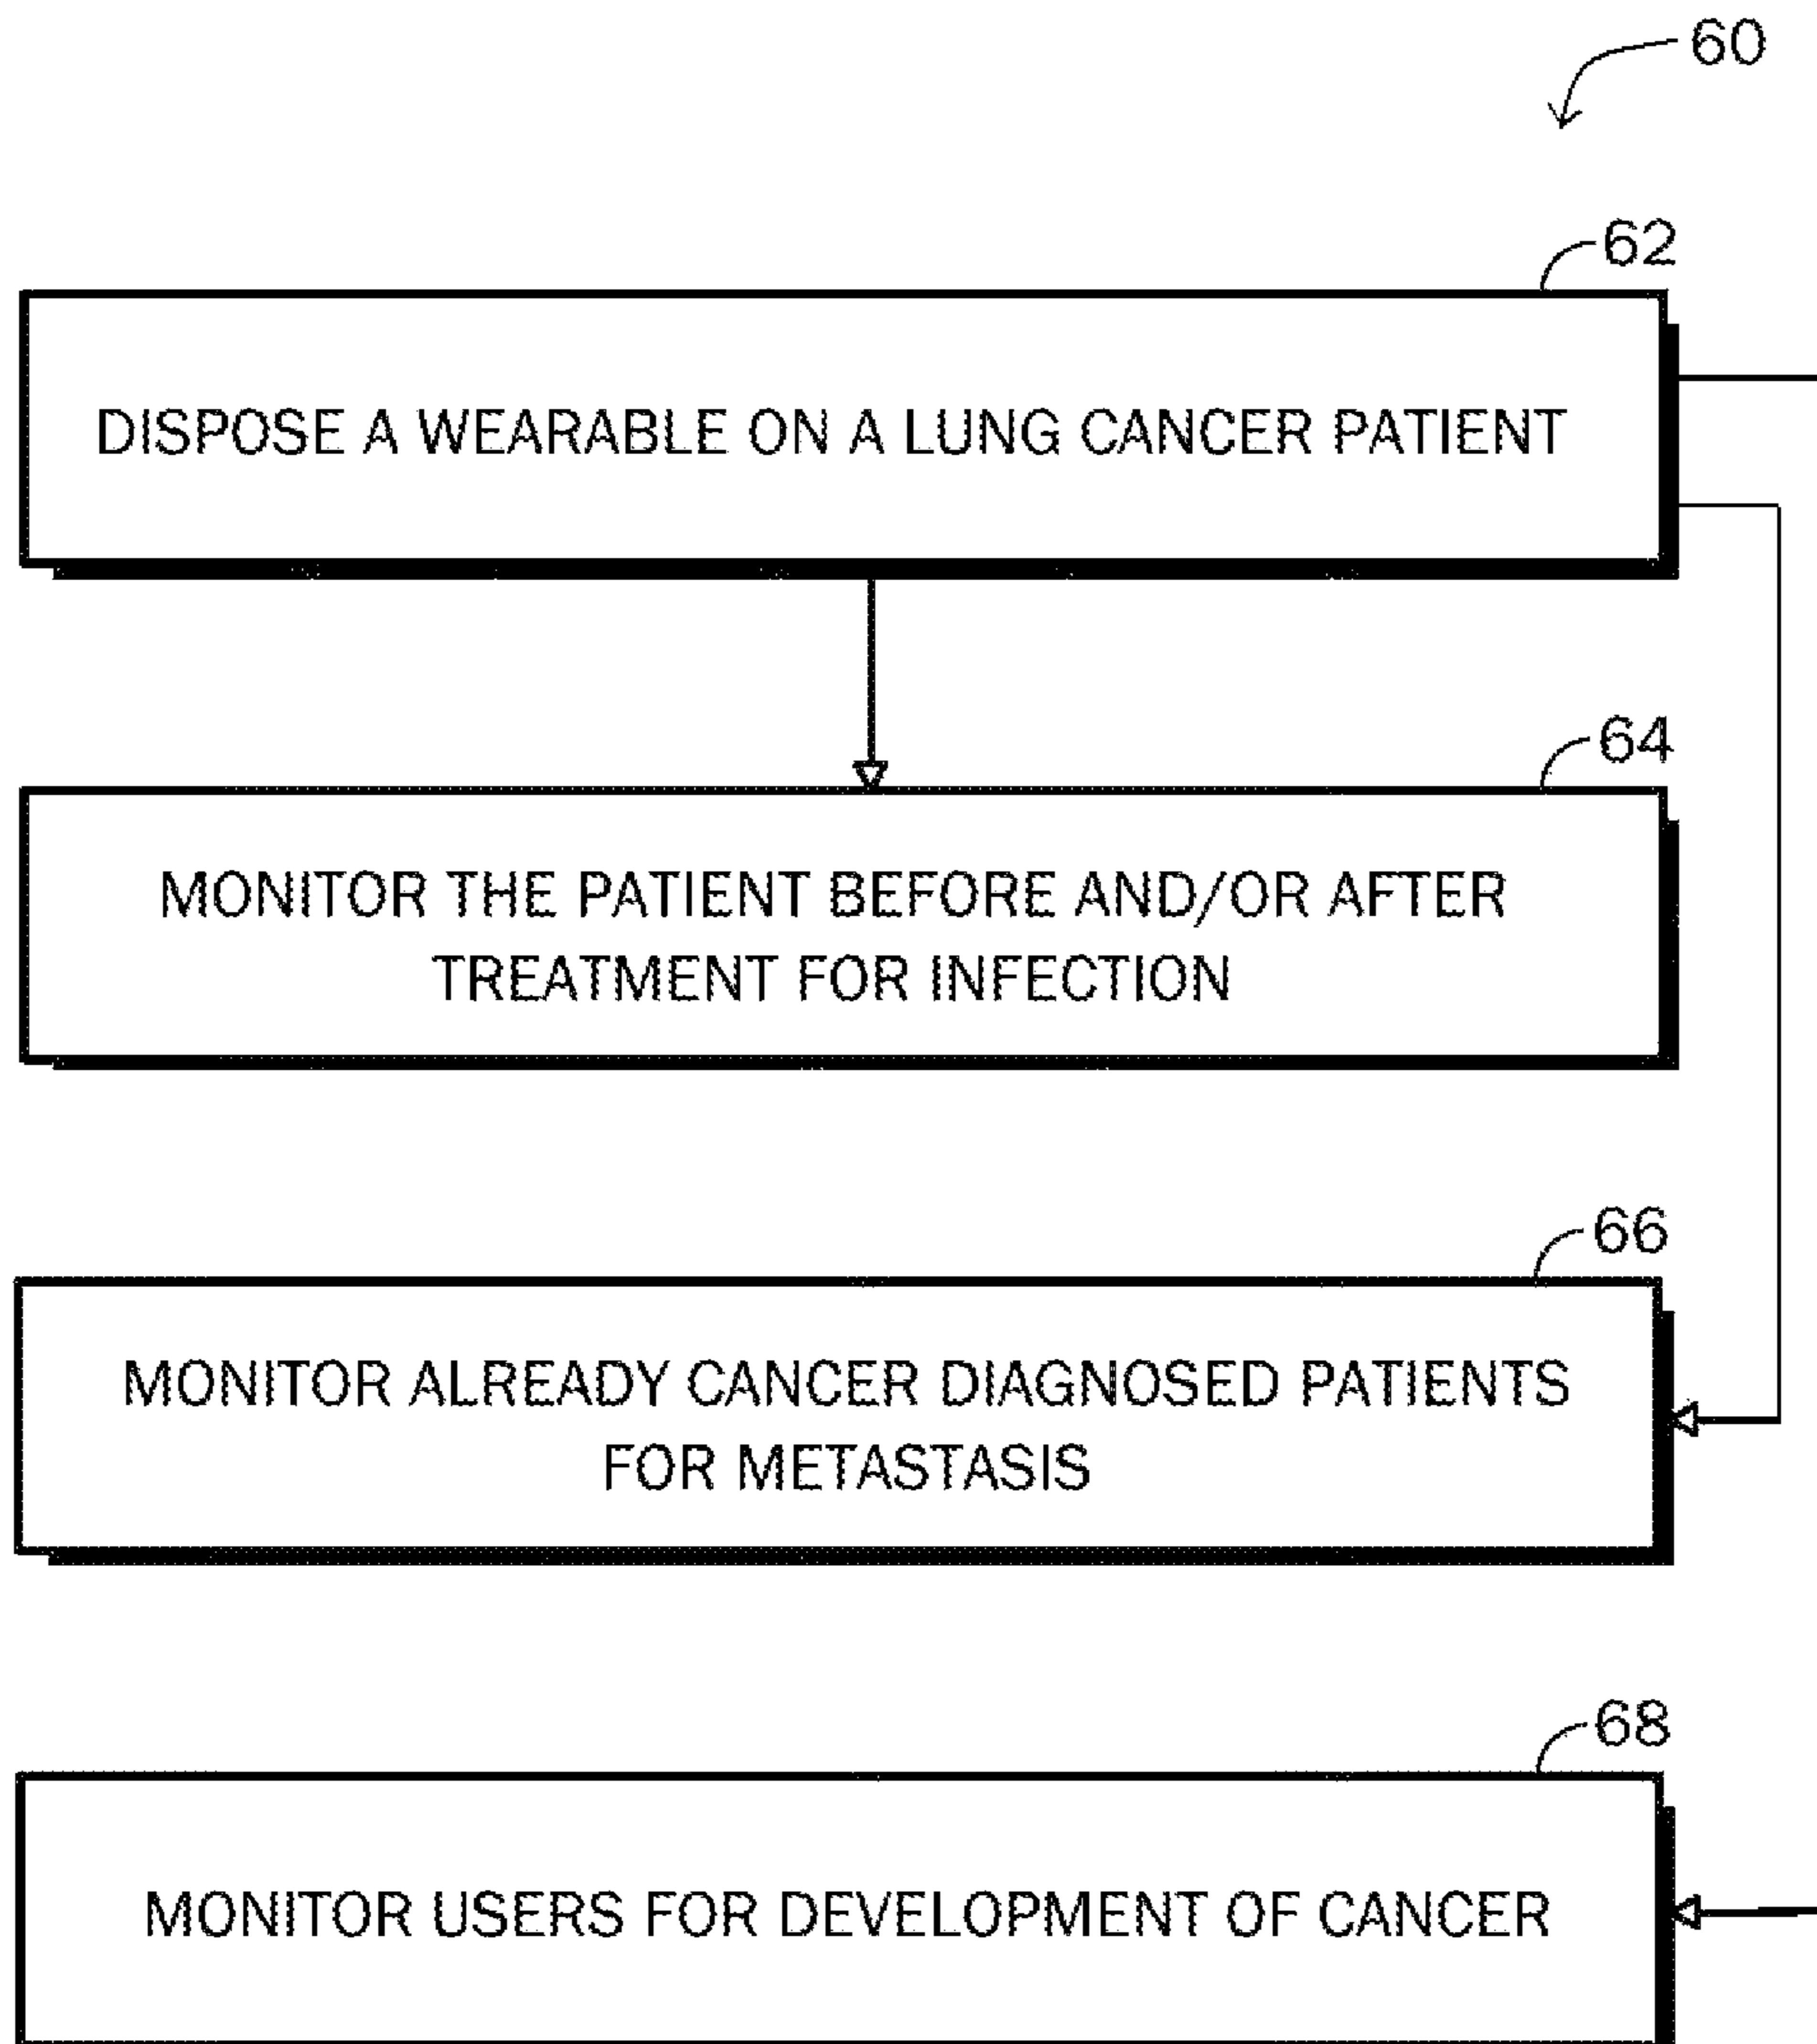 60
62
DISPOSE A WEARABLE ON A LUNG CANCER PATIENT
64
MONITOR THE PATIENT BEFORE AND/OR AFTER
TREATMENT FOR INFECTION
66
MONITOR ALREADY CANCER DIAGNOSED PATIENTS
FOR METASTASIS
68
MONITOR USERS FOR DEVELOPMENT OF CANCER